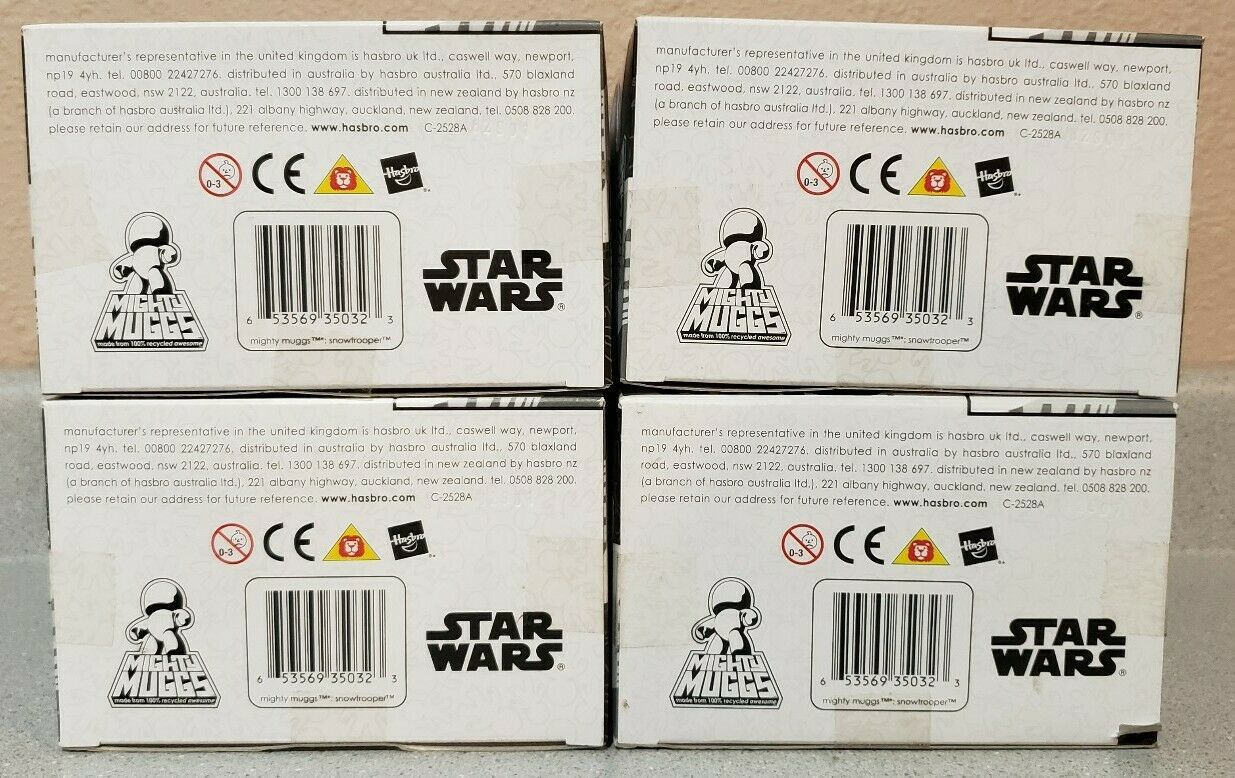 manufacturer's representative in the united kingdom is hasbro uk ltd., caswell way, newport,
np19 4yh. tel. 00800 22427276. distributed in australia by hasbro australia ltd., 570 blaxland
road, eastwood, nsw 2122, australia. tel. 1300 138 697. distributed in new zealand by hasbro nz
(a branch of hasbro australia ltd.), 221 albany highway, auckland, new zealand. tel. 0508 828 200.
please retain our address for future reference. www.hasbro.com C-2528A
0-3 CE Hasbro ®
MIGHTY
MUGGS
made from 100% recycled awesome
6 53569 35032 3
mighty muggs™*: snowtrooper™
STAR
WARS®
manufacturer's representative in the united kingdom is hasbro uk ltd., caswell way, newport,
np19 4yh. tel. 00800 22427276. distributed in australia by hasbro australia ltd., 570 blaxland
road, eastwood, nsw 2122, australia. tel. 1300 138 697. distributed in new zealand by hasbro nz
(a branch of hasbro australia ltd.), 221 albany highway, auckland, new zealand. tel. 0508 828 200.
please retain our address for future reference. www.hasbro.com C-2528A
0-3 CE Hasbro ®
MIGHTY
MUGGS
made from 100% recycled awesome
6 53569 35032 3
mighty muggs™*: snowtrooper™
STAR
WARS®
manufacturer's representative in the united kingdom is hasbro uk ltd., caswell way, newport,
np19 4yh. tel. 00800 22427276. distributed in australia by hasbro australia ltd., 570 blaxland
road, eastwood, nsw 2122, australia. tel. 1300 138 697. distributed in new zealand by hasbro nz
(a branch of hasbro australia ltd.), 221 albany highway, auckland, new zealand. tel. 0508 828 200.
please retain our address for future reference. www.hasbro.com C-2528A
0-3 CE Hasbro ®
MIGHTY
MUGGS
made from 100% recycled awesome
6 53569 35032 3
mighty muggs™*: snowtrooper™
STAR
WARS®
manufacturer's representative in the united kingdom is hasbro uk ltd., caswell way, newport,
np19 4yh. tel. 00800 22427276. distributed in australia by hasbro australia ltd., 570 blaxland
road, eastwood, nsw 2122, australia. tel. 1300 138 697. distributed in new zealand by hasbro nz
(a branch of hasbro australia ltd.), 221 albany highway, auckland, new zealand. tel. 0508 828 200.
please retain our address for future reference. www.hasbro.com C-2528A
0-3 CE Hasbro ®
MIGHTY
MUGGS
made from 100% recycled awesome
6 53569 35032 3
mighty muggs™*: snowtrooper™
STAR
WARS®